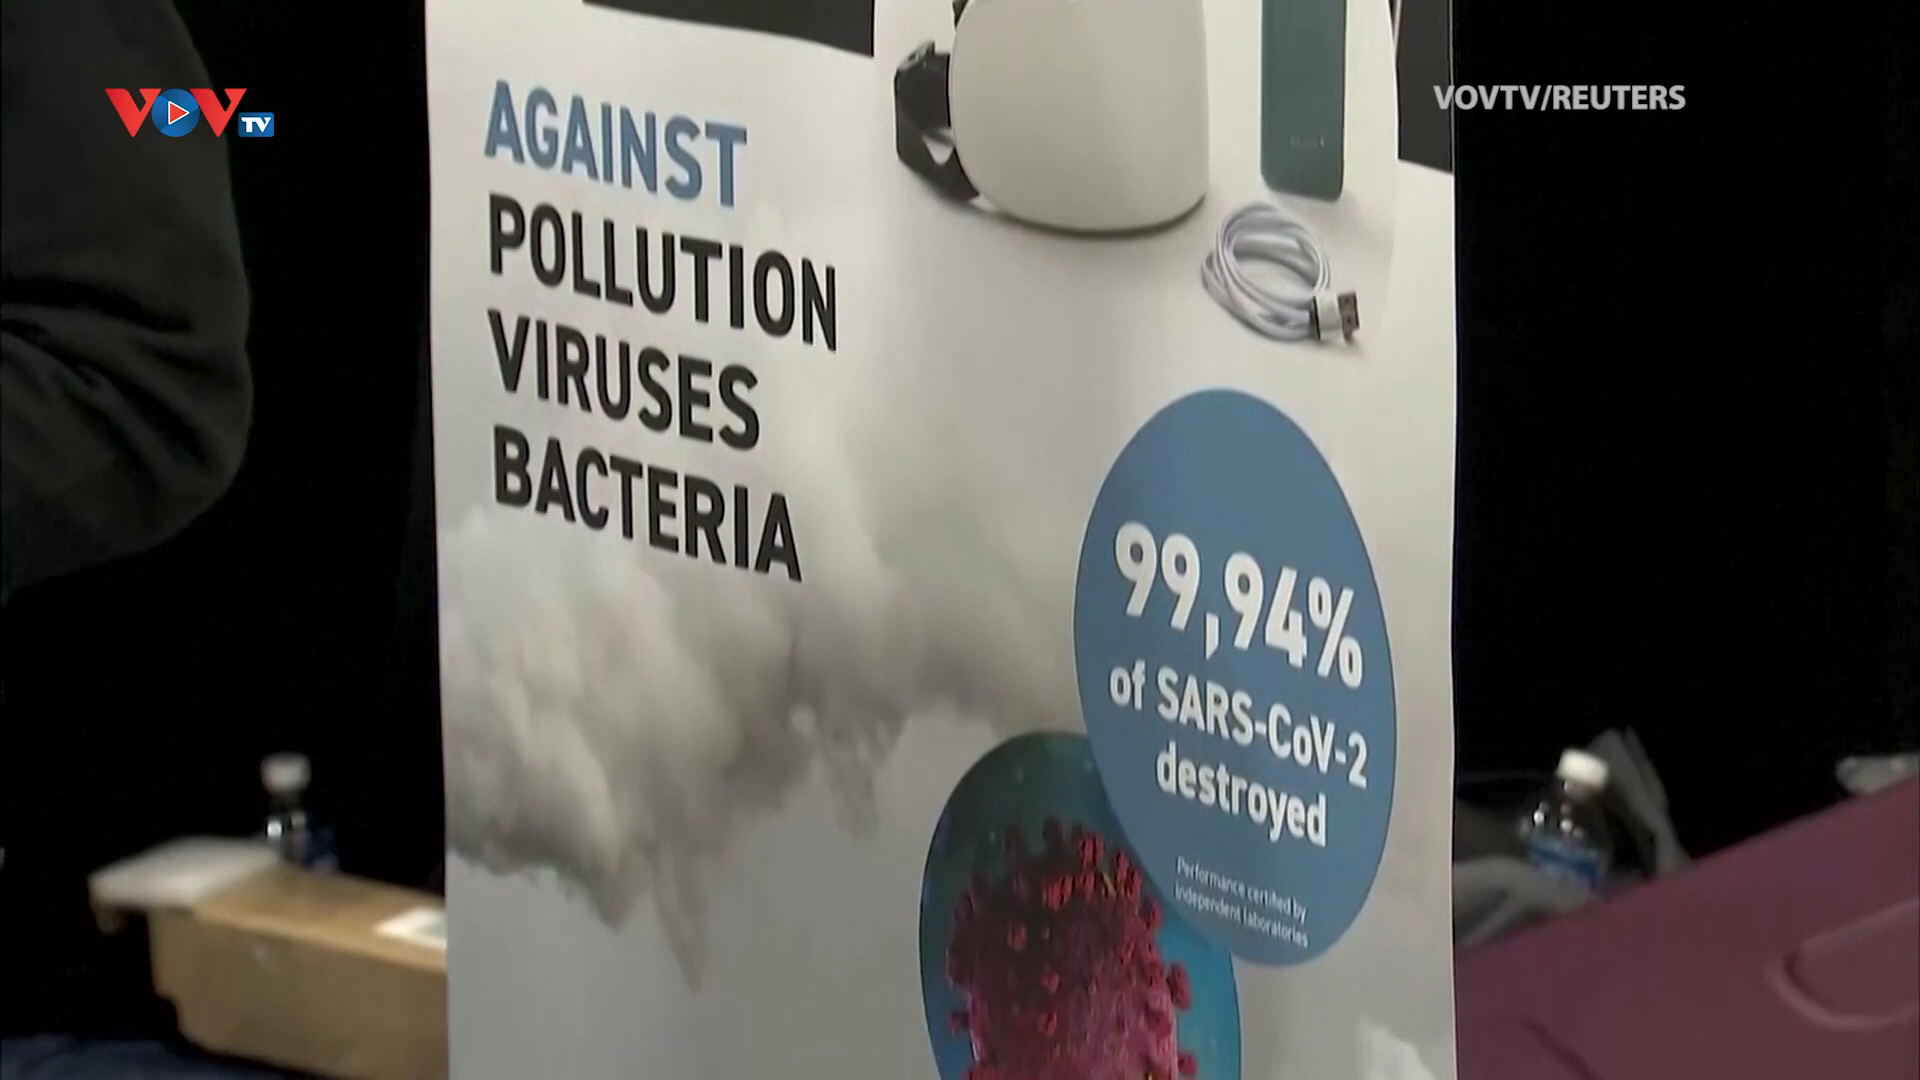 VOV TV
VOVTV/REUTERS
AGAINST
POLLUTION
VIRUSES
BACTERIA
99,94%
of SARS-CoV-2
destroyed
Performance certified by
independent laboratories